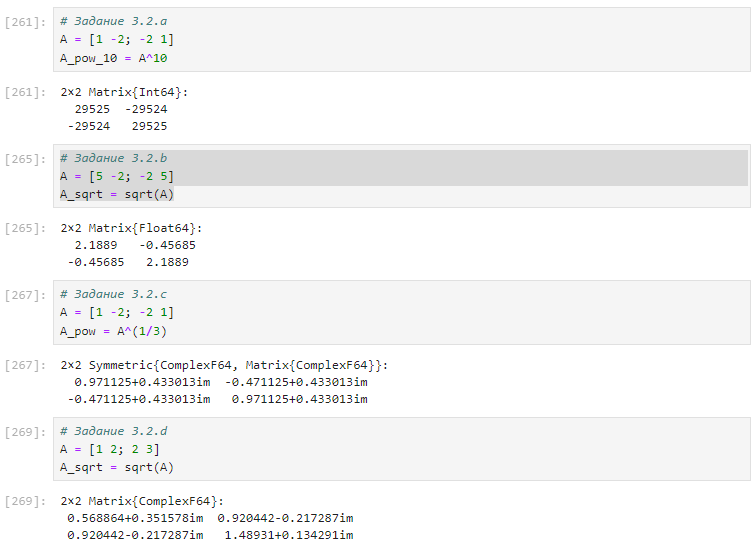 [261]: # Задание 3.2.a
A = [1 -2; -2 1]
A_pow_10 = A^10
[261]: 2×2 Matrix{Int64}:
29525 -29524
-29524 29525
[265]: # Задание 3.2.b
A = [5 -2; -2 5]
A_sqrt = sqrt(A)
[265]: 2×2 Matrix{Float64}:
2.1889 -0.45685
-0.45685 2.1889
[267]: # Задание 3.2.c
A = [1 -2; -2 1]
A_pow = A^(1/3)
[267]: 2×2 Symmetric{ComplexF64, Matrix{ComplexF64}}:
0.971125+0.433013im -0.471125+0.433013im
-0.471125+0.433013im 0.971125+0.433013im
[269]: # Задание 3.2.d
A = [1 2; 2 3]
A_sqrt = sqrt(A)
[269]: 2×2 Matrix{ComplexF64}:
0.568864+0.351578im 0.920442-0.217287im
0.920442-0.217287im 1.48931+0.134291im